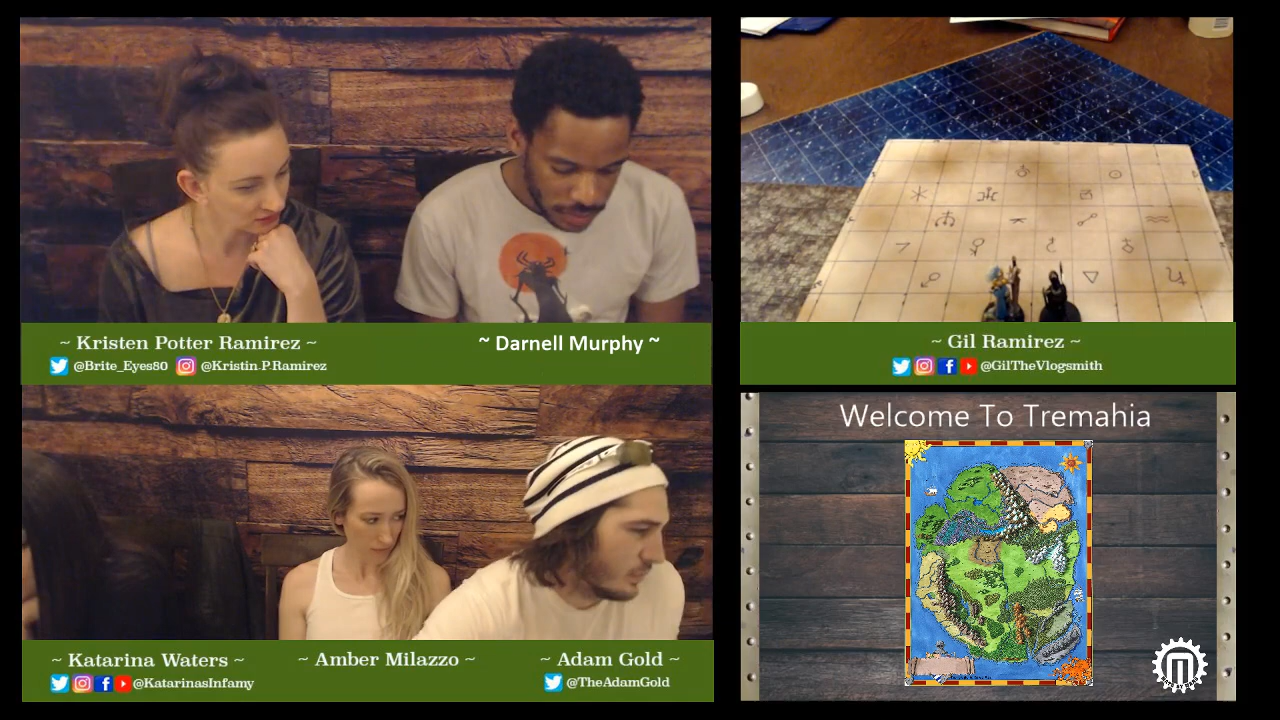 ~ Kristen Potter Ramirez ~
~ Darnell Murphy ~
@Brite_Eyes80 @Kristin.P.Ramirez
~ Gil Ramirez ~
@GilTheVlogsmith
Welcome To Tremahia
~ Katarina Waters ~
~ Amber Milazzo ~
~ Adam Gold ~
@KatarinasInfamy
@TheAdamGold